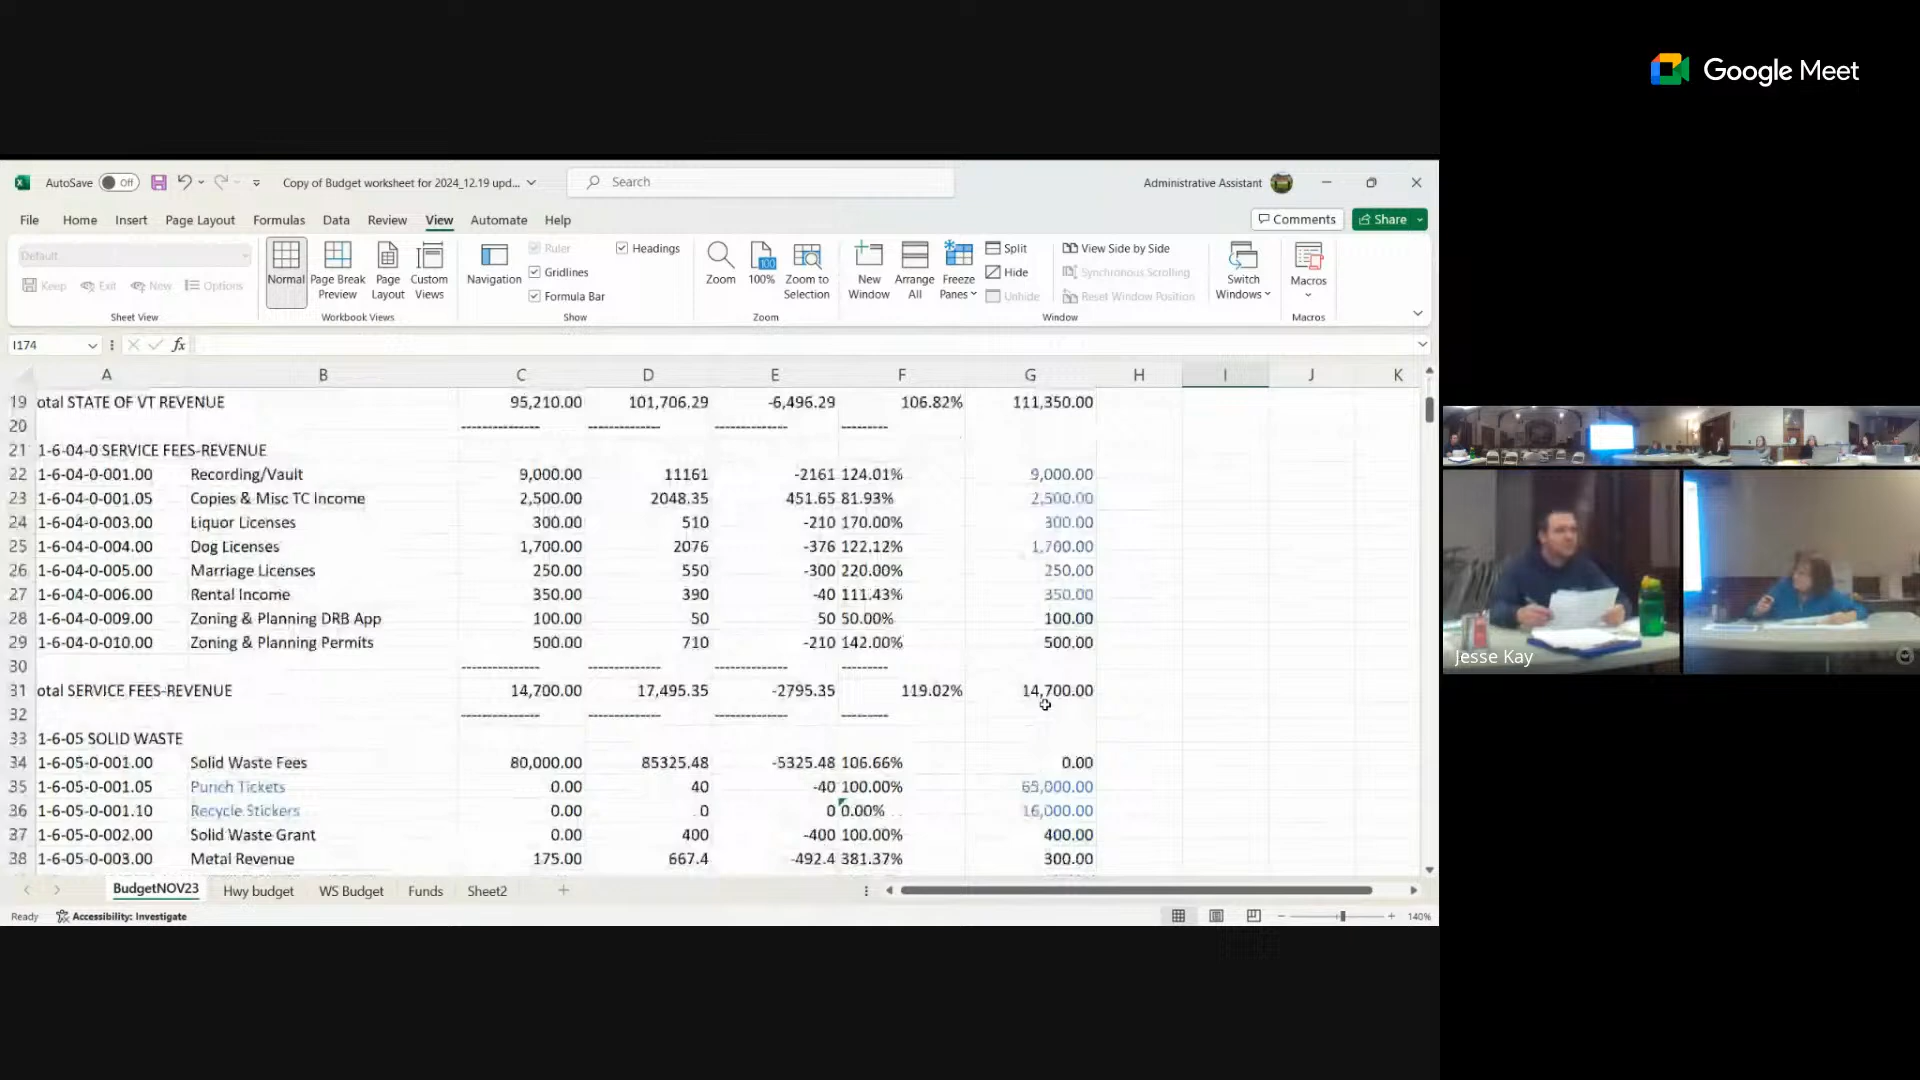 Google Meet
AutoSave Off Copy of Budget worksheet for 2024_12.19 upd... Search Administrative Assistant
File Home Insert Page Layout Formulas Data Review View Automate Help Comments Share
Default
Keep Exit New Options
Sheet View
Normal Page Break Preview Page Layout Custom Views
Workbook Views
Navigation Ruler Headings
Gridlines
Formula Bar
Show
Zoom 100% Zoom to Selection
Zoom
New Window Arrange All Freeze Panes Split View Side by Side
Hide Synchronous Scrolling
Unhide Reset Window Position
Switch Windows
Window
Macros
Macros
I174 fx
A B C D E F G H I J K
19 otal STATE OF VT REVENUE 95,210.00 101,706.29 -6,496.29 106.82% 111,350.00
20 --------------- -------------- -------------- ---------
21 1-6-04-0 SERVICE FEES-REVENUE
22 1-6-04-0-001.00 Recording/Vault 9,000.00 11161 -2161 124.01% 9,000.00
23 1-6-04-0-001.05 Copies & Misc TC Income 2,500.00 2048.35 451.65 81.93% 2,500.00
24 1-6-04-0-003.00 Liquor Licenses 300.00 510 -210 170.00% 300.00
25 1-6-04-0-004.00 Dog Licenses 1,700.00 2076 -376 122.12% 1,700.00
26 1-6-04-0-005.00 Marriage Licenses 250.00 550 -300 220.00% 250.00
27 1-6-04-0-006.00 Rental Income 350.00 390 -40 111.43% 350.00
28 1-6-04-0-009.00 Zoning & Planning DRB App 100.00 50 50 50.00% 100.00
29 1-6-04-010.00 Zoning & Planning Permits 500.00 710 -210 142.00% 500.00
30 --------------- -------------- -------------- ---------
31 otal SERVICE FEES-REVENUE 14,700.00 17,495.35 -2795.35 119.02% 14,700.00
32 --------------- -------------- -------------- ---------
33 1-6-05 SOLID WASTE
34 1-6-05-0-001.00 Solid Waste Fees 80,000.00 85325.48 -5325.48 106.66% 0.00
35 1-6-05-0-001.05 Punch Tickets 0.00 40 -40 100.00% 65,000.00
36 1-6-05-0-001.10 Recycle Stickers 0.00 0 0 0.00% 16,000.00
37 1-6-05-0-002.00 Solid Waste Grant 0.00 400 -400 100.00% 400.00
38 1-6-05-0-003.00 Metal Revenue 175.00 667.4 -492.4 381.37% 300.00
BudgetNOV23 Hwy budget WS Budget Funds Sheet2
Ready Accessibility: Investigate 140%
Jesse Kay